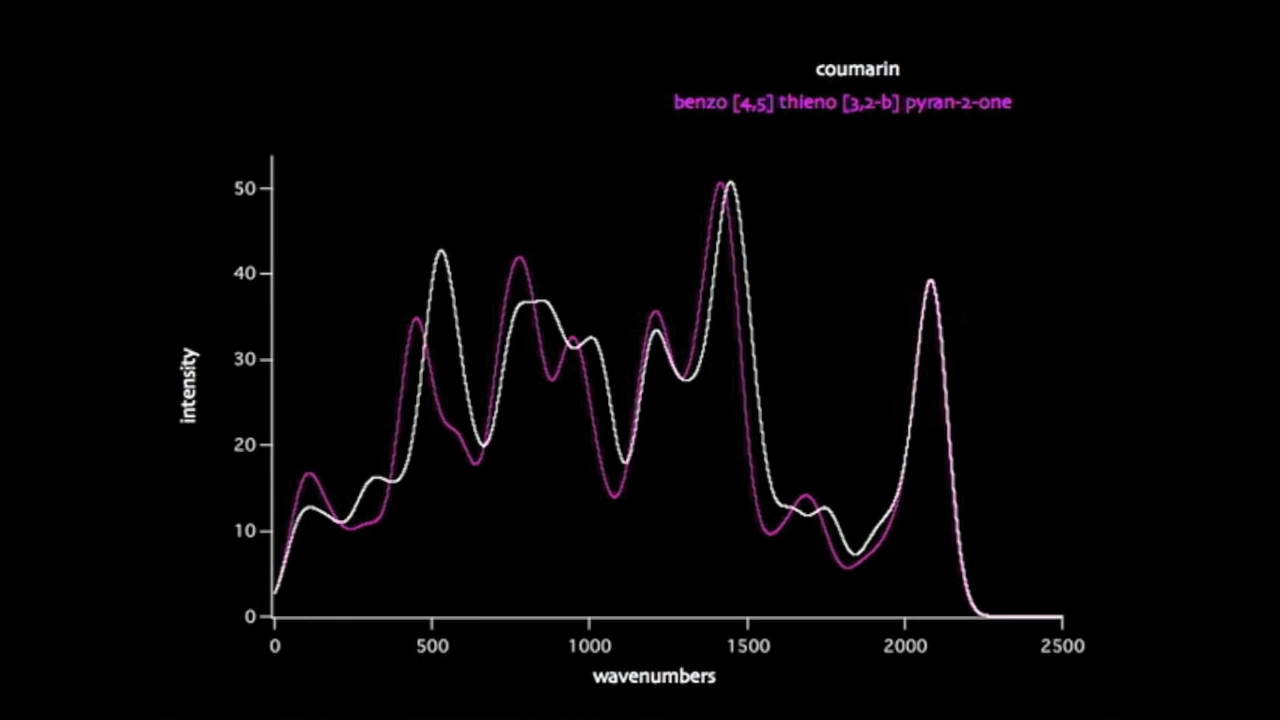 coumarin
benzo [4,5] thieno [3,2-b] pyran-2-one
50
40
30
20
10
0
intensity
0 500 1000 1500 2000 2500
wavenumbers